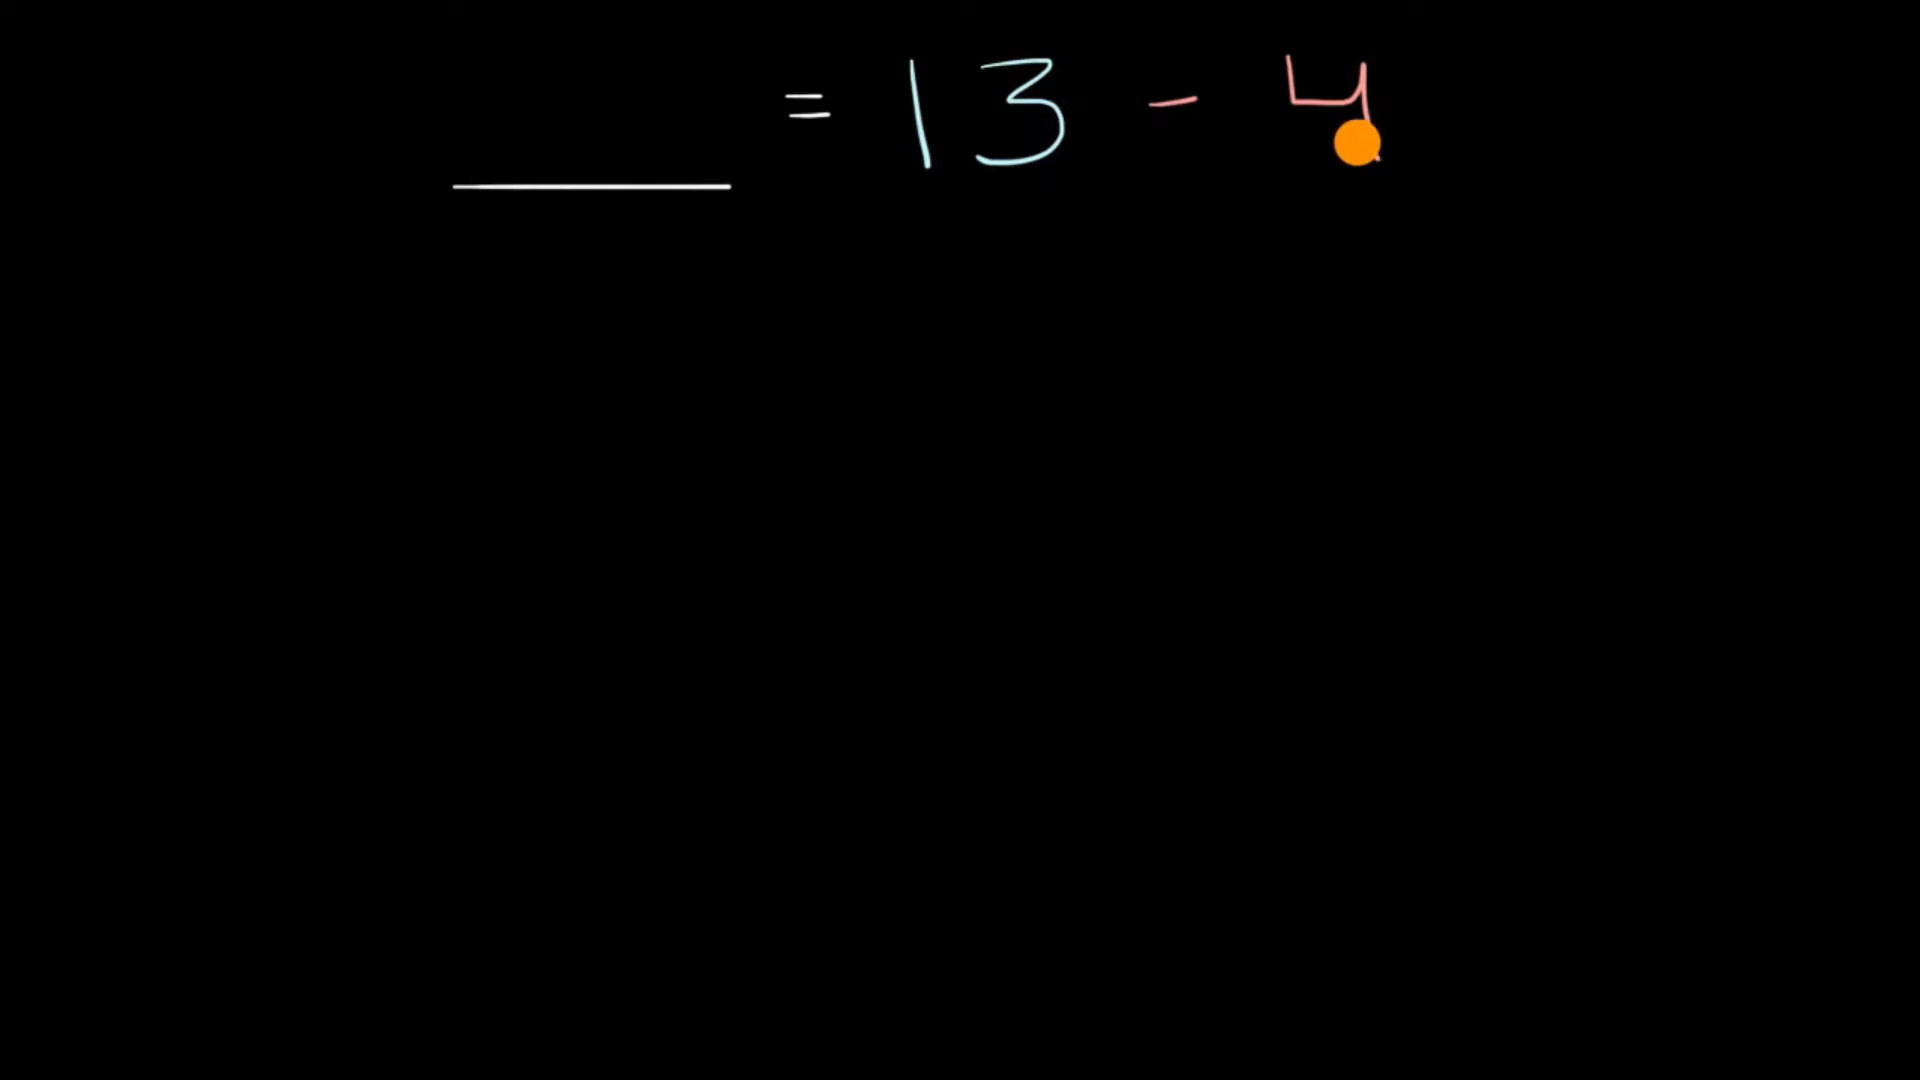 ____ = 13 - 4